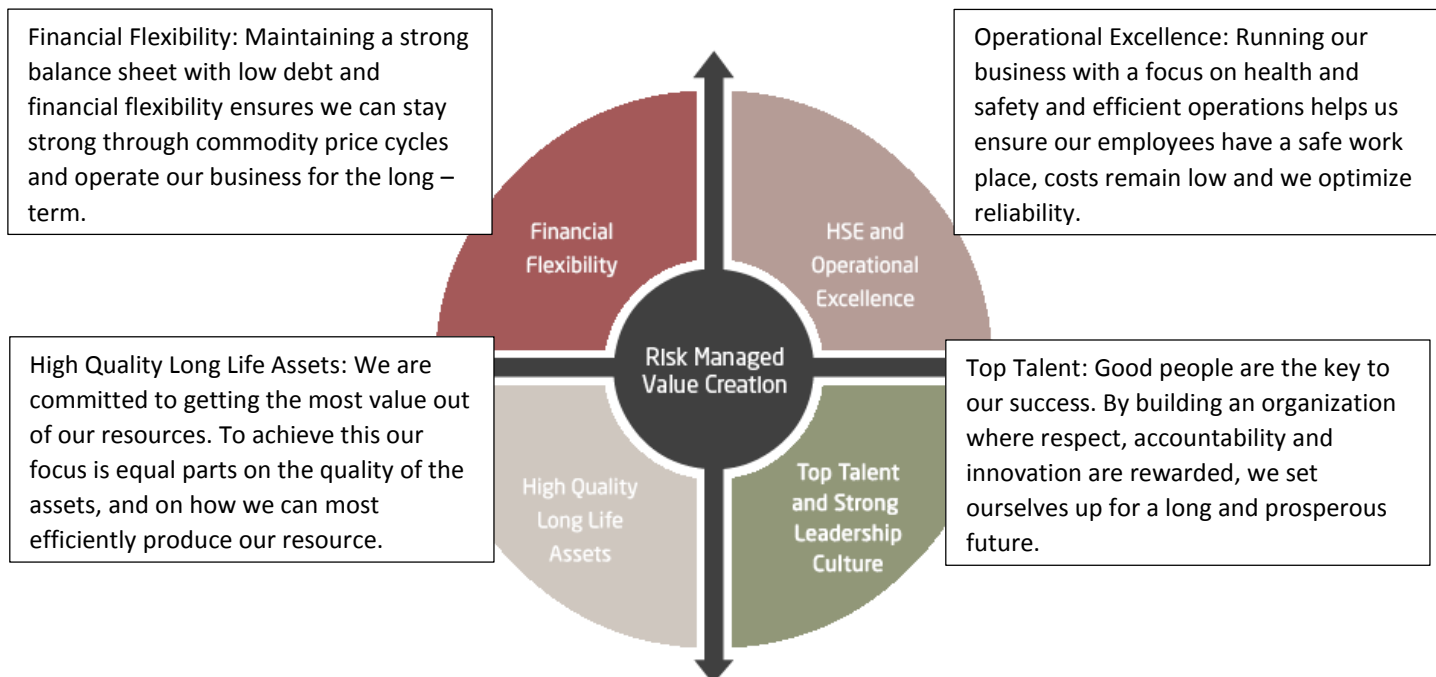 Financial Flexibility: Maintaining a strong
balance sheet with low debt and
financial flexibility ensures we can stay
strong through commodity price cycles
and operate our business for the long –
term.
Operational Excellence: Running our
business with a focus on health and
safety and efficient operations helps us
ensure our employees have a safe work
place, costs remain low and we optimize
reliability.
Financial
Flexibility
HSE and
Operational
Excellence
Risk Managed
Value Creation
High Quality Long Life Assets: We are
committed to getting the most value out
of our resources. To achieve this our
focus is equal parts on the quality of the
assets, and on how we can most
efficiently produce our resource.
Top Talent: Good people are the key to
our success. By building an organization
where respect, accountability and
innovation are rewarded, we set
ourselves up for a long and prosperous
future.
High Quality
Long Life
Assets
Top Talent
and Strong
Leadership
Culture